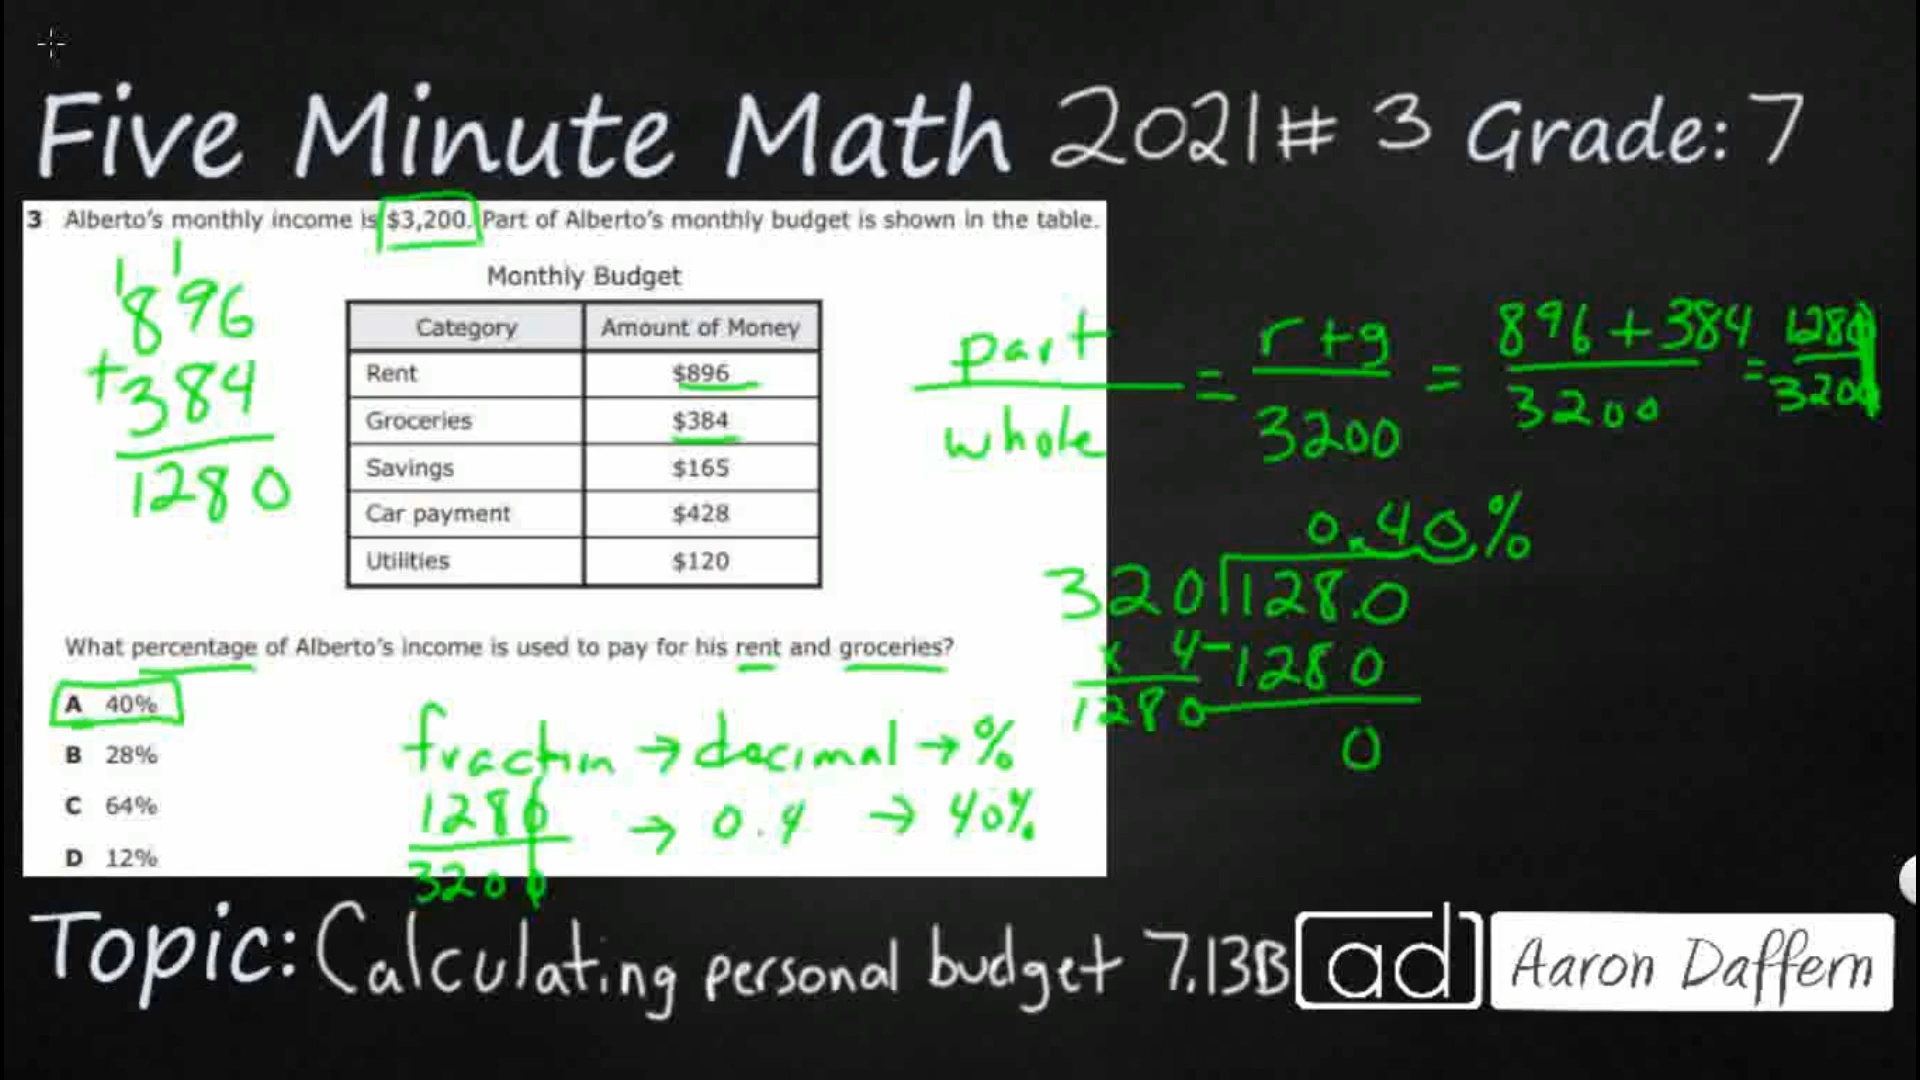 Five Minute Math 2021 # 3 Grade: 7
3 Alberto's monthly income is $3,200. Part of Alberto's monthly budget is shown in the table.
1 1
896
+384
1280
Monthly Budget
Category Amount of Money
Rent $896
Groceries $384
Savings $165
Car payment $428
Utilities $120
part = r+g = 896+384 = 1280
whole 3200 3200 3200
0.40%
320 128.0
x 4 -1280
1280 0
What percentage of Alberto's income is used to pay for his rent and groceries?
A 40%
B 28%
C 64%
D 12%
fraction → decimal → %
1280 → 0.4 → 40%
3200
Topic: Calculating personal budget 7.13B ad Aaron Daffern